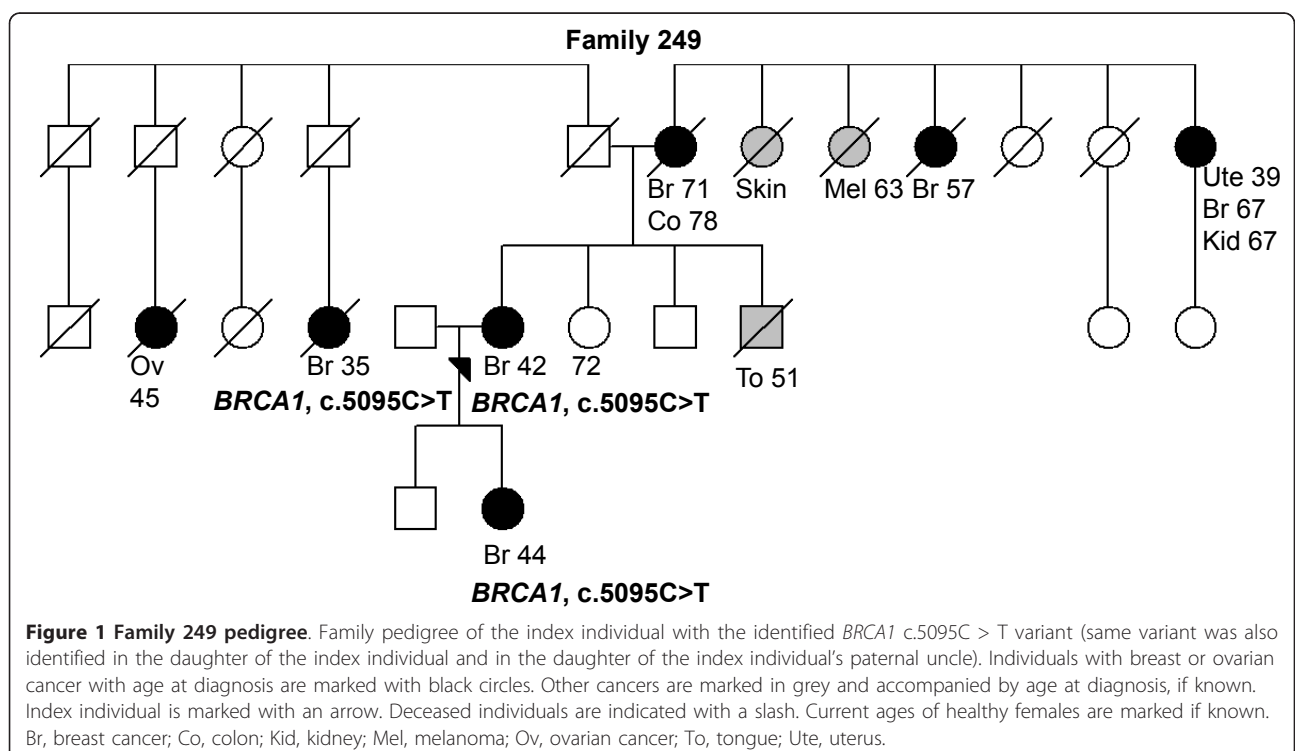 Family 249
Br 71
Co 78
Skin
Mel 63
Br 57
Ute 39
Br 67
Kid 67
Ov
45
Br 35
BRCA1, c.5095C>T
Br 42
BRCA1, c.5095C>T
72
To 51
Br 44
BRCA1, c.5095C>T
Figure 1 Family 249 pedigree. Family pedigree of the index individual with the identified BRCA1 c.5095C > T variant (same variant was also
identified in the daughter of the index individual and in the daughter of the index individual's paternal uncle). Individuals with breast or ovarian
cancer with age at diagnosis are marked with black circles. Other cancers are marked in grey and accompanied by age at diagnosis, if known.
Index individual is marked with an arrow. Deceased individuals are indicated with a slash. Current ages of healthy females are marked if known.
Br, breast cancer; Co, colon; Kid, kidney; Mel, melanoma; Ov, ovarian cancer; To, tongue; Ute, uterus.